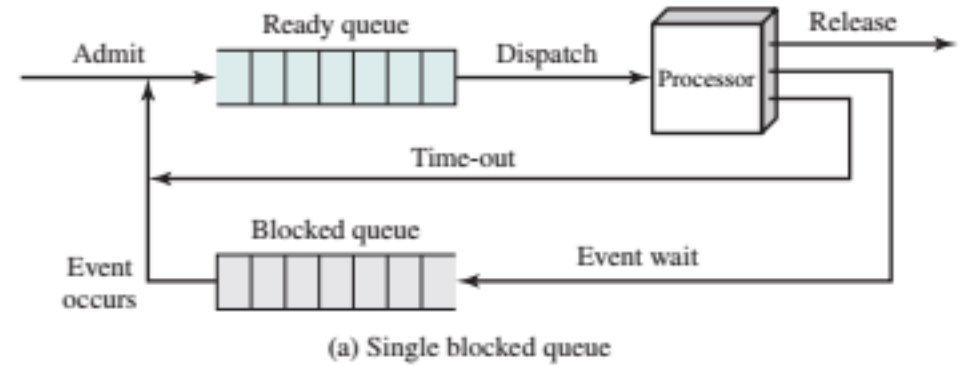 Ready queue
Release
Admit
Dispatch
Processor
Time-out
Blocked queue
Event wait
Event
occurs
(a) Single blocked queue